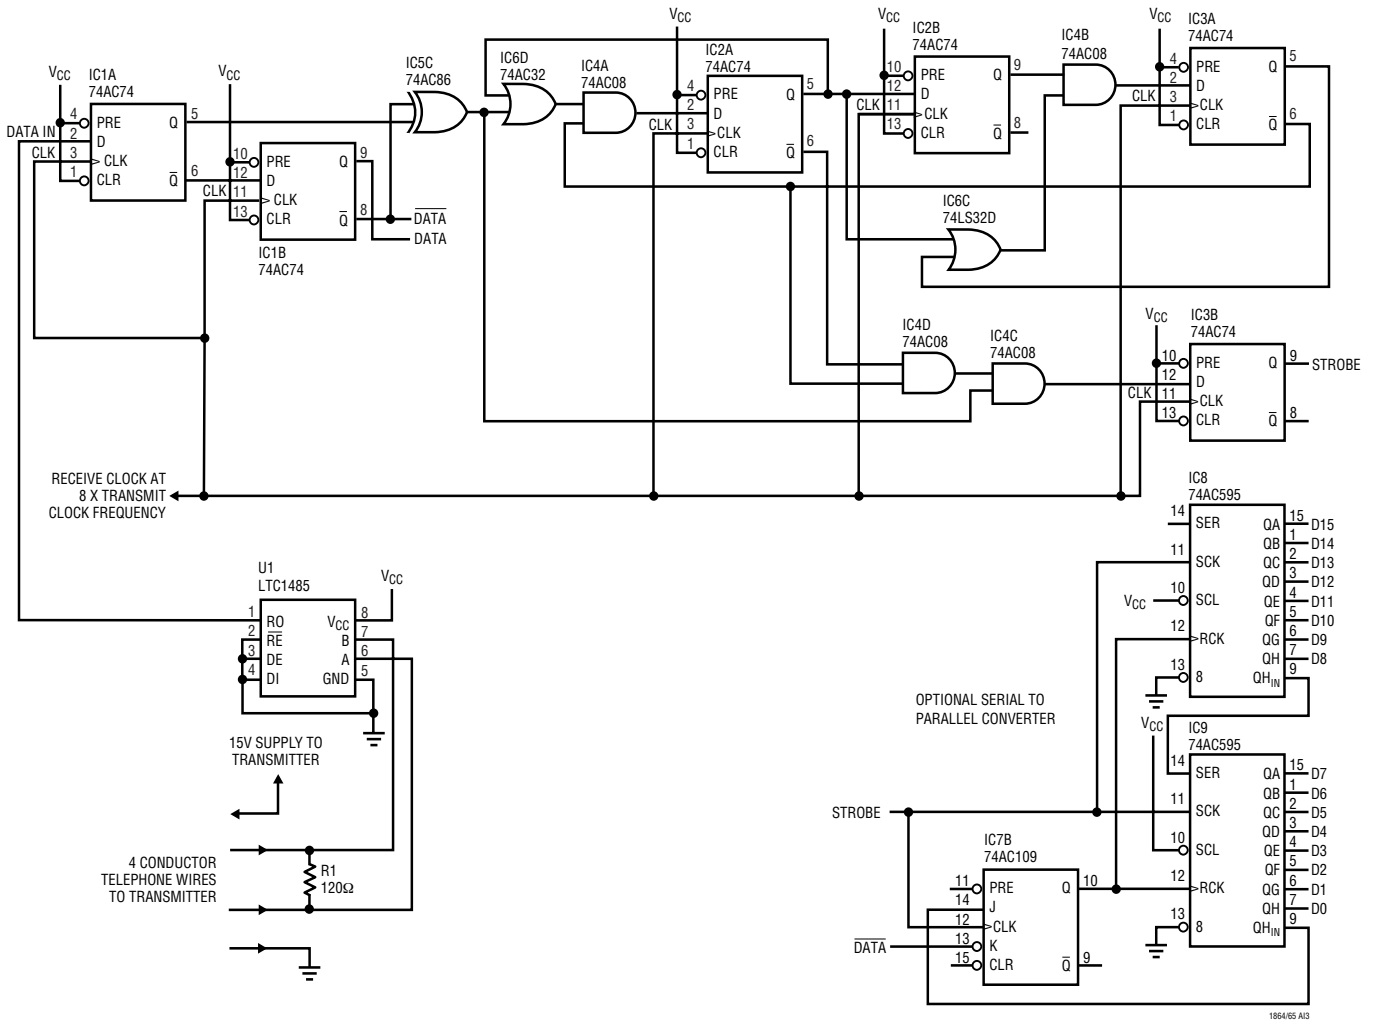 VCC
IC1A
74AC74
4
PRE
DATA IN
2
D
CLK
3
CLK
1
CLR
Q
5
Q
6
VCC
10
PRE
12
D
CLK
11
CLK
13
CLR
Q
9
Q
8
IC1B
74AC74
DATA
DATA
IC5C
74AC86
IC6D
74AC32
IC4A
74AC08
VCC
IC2A
74AC74
4
PRE
2
D
CLK
3
CLK
1
CLR
Q
5
Q
6
VCC
IC2B
74AC74
10
PRE
12
D
CLK
11
CLK
13
CLR
Q
9
Q
8
IC4B
74AC08
VCC
IC3A
74AC74
4
PRE
2
D
CLK
3
CLK
1
CLR
Q
5
Q
6
IC6C
74LS32D
IC4D
74AC08
IC4C
74AC08
VCC
IC3B
74AC74
10
PRE
12
D
CLK
11
CLK
13
CLR
Q
9
STROBE
Q
8
RECEIVE CLOCK AT
8 X TRANSMIT
CLOCK FREQUENCY
U1
LTC1485
VCC
1
RO
2
RE
3
DE
4
DI
VCC
8
B
7
A
6
GND
5
15V SUPPLY TO
TRANSMITTER
4 CONDUCTOR
TELEPHONE WIRES
TO TRANSMITTER
R1
120Ω
IC8
74AC595
14
SER
11
SCK
VCC
10
SCL
12
RCK
13
8
QA
15
D15
QB
1
D14
QC
2
D13
QD
3
D12
QE
4
D11
QF
5
D10
QG
6
D9
QH
7
D8
QHIN
9
OPTIONAL SERIAL TO
PARALLEL CONVERTER
VCC
IC9
74AC595
14
SER
11
SCK
10
SCL
12
RCK
13
8
QA
15
D7
QB
1
D6
QC
2
D5
QD
3
D4
QE
4
D3
QF
5
D2
QG
6
D1
QH
7
D0
QHIN
9
STROBE
IC7B
74AC109
11
PRE
14
J
12
CLK
DATA
13
K
15
CLR
Q
10
Q
9
1864/65 AI3